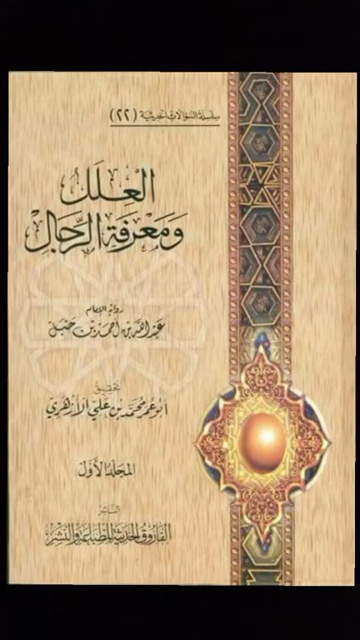 سلسلة السؤالات الحديثية (٢٢)
العلل
ومعرفة الرجال
رواية الإمام
عبد الله بن أحمد بن حنبل
تحقيق
أبو عمر محمد بن علي الأزهري
المجلد الأول
الناشر
الفاروق الحديثة للطباعة والنشر